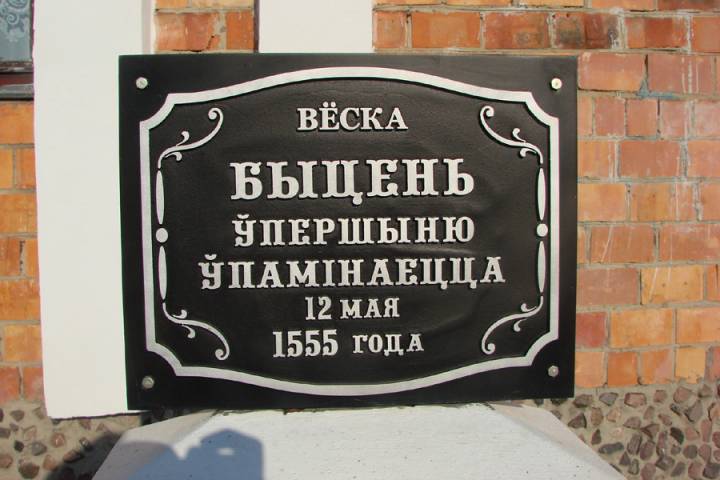 ВЁСКА
БЫЦЕНЬ
ЎПЕРШЫНЮ
ЎПАМІНАЕЦЦА
12 МАЯ
1555 ГОДА